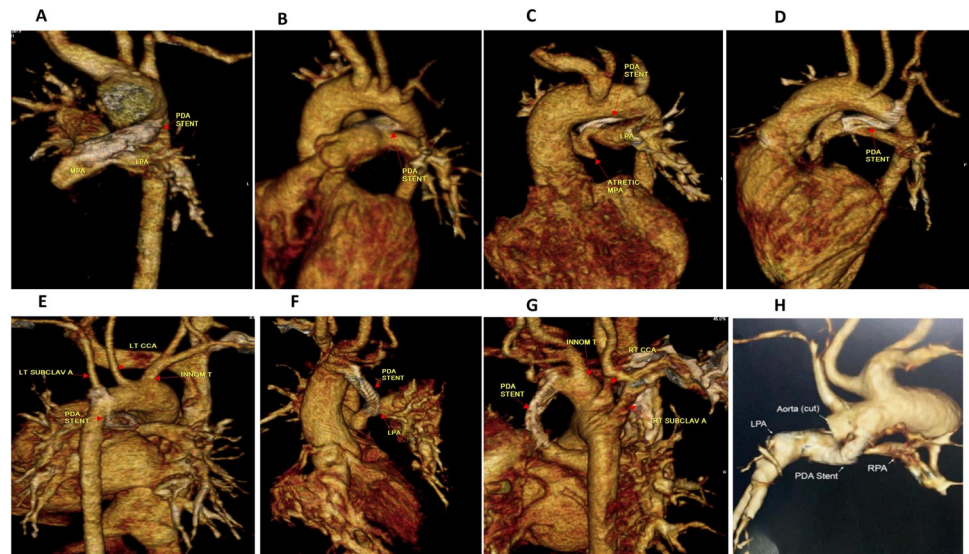 A
B
C
D
PDA
STENT
LPA
MPA
L
PDA
STENT
PDA
STENT
LPA
ATRETIC
MPA
L
PDA
STENT
E
F
G
H
LT CCA
LT SUBCLAV A
INNOM T
PDA
STENT
PDA
STENT
LPA
INNOM T
RT CCA
PDA
STENT
RT SUBCLAV A
Aorta (cut)
LPA
PDA Stent
RPA